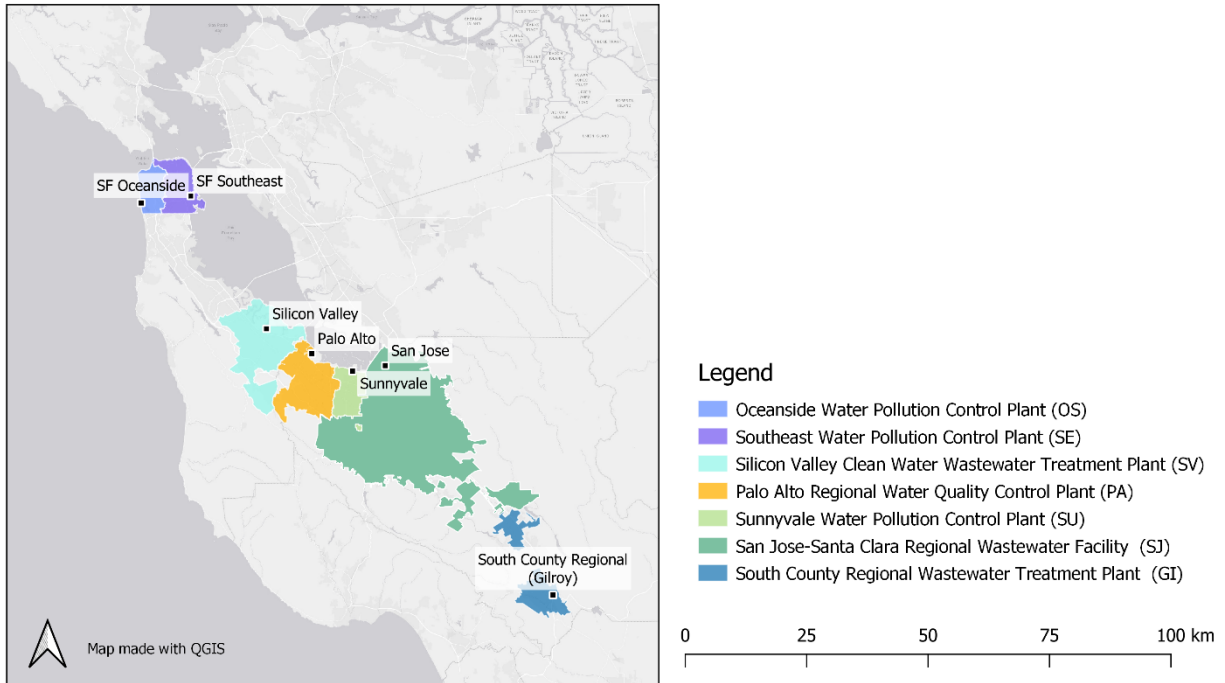 SF Oceanside
SF Southeast
Silicon Valley
Palo Alto
San Jose
Sunnyvale
South County Regional
(Gilroy)
Map made with QGIS
Legend
Oceanside Water Pollution Control Plant (OS)
Southeast Water Pollution Control Plant (SE)
Silicon Valley Clean Water Wastewater Treatment Plant (SV)
Palo Alto Regional Water Quality Control Plant (PA)
Sunnyvale Water Pollution Control Plant (SU)
San Jose-Santa Clara Regional Wastewater Facility (SJ)
South County Regional Wastewater Treatment Plant (GI)
0 25 50 75 100 km